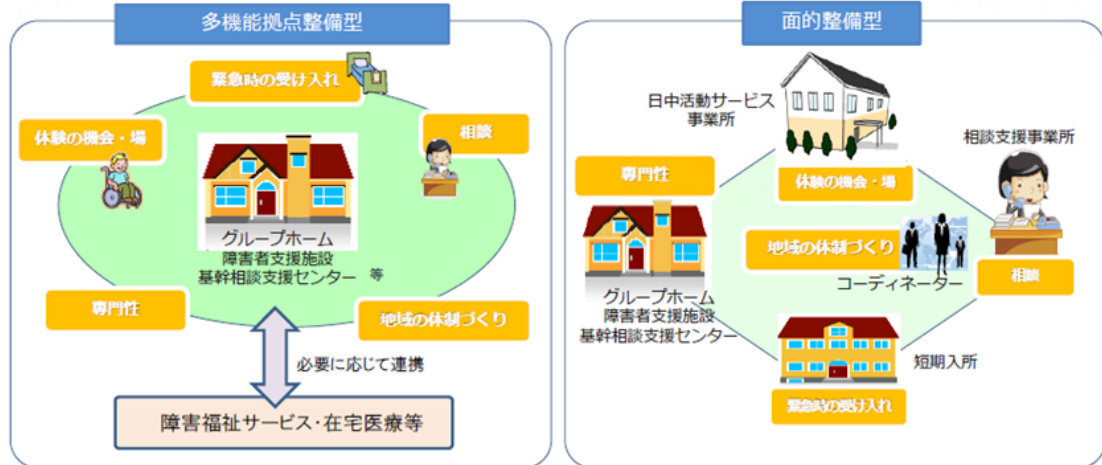 多機能拠点整備型
緊急時の受け入れ
体験の機会・場
相談
グループホーム
障害者支援施設
基幹相談支援センター 等
専門性
地域の体制づくり
必要に応じて連携
障害福祉サービス・在宅医療等
面的整備型
日中活動サービス
事業所
相談支援事業所
専門性
体験の機会・場
地域の体制づくり
コーディネーター
相談
グループホーム
障害者支援施設
基幹相談支援センター
短期入所
緊急時の受け入れ